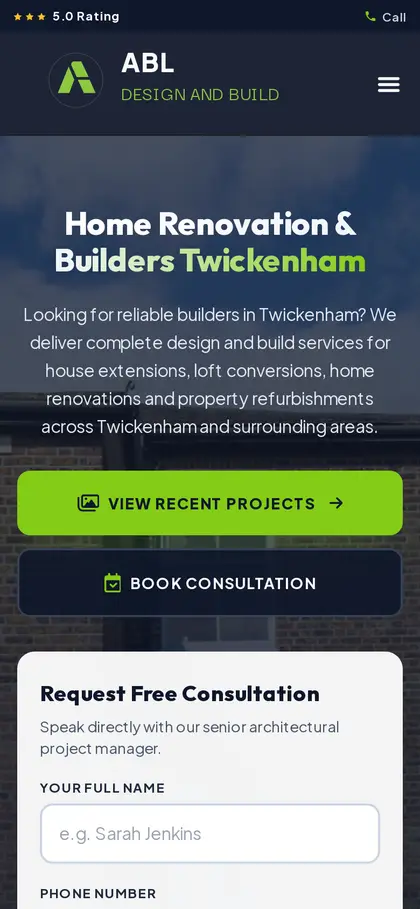 5.0 Rating
Call
ABL
DESIGN AND BUILD
Home Renovation &
Builders Twickenham
Looking for reliable builders in Twickenham? We
deliver complete design and build services for
house extensions, loft conversions, home
renovations and property refurbishments
across Twickenham and surrounding areas.
VIEW RECENT PROJECTS
BOOK CONSULTATION
Request Free Consultation
Speak directly with our senior architectural
project manager.
YOUR FULL NAME
e.g. Sarah Jenkins
PHONE NUMBER